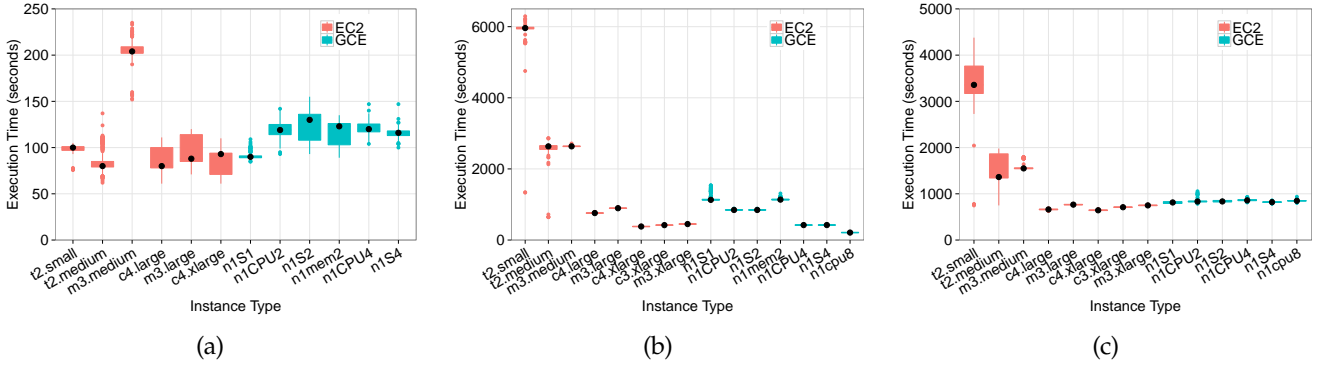 Execution Time (seconds)
250
200
150
100
50
0
EC2
GCE
t2.small
t2.medium
m3.medium
c4.large
m3.large
c4.xlarge
n1S1
n1CPU2
n1S2
n1mem2
n1CPU4
n1S4
Instance Type
(a)
Execution Time (seconds)
6000
4000
2000
0
EC2
GCE
t2.small
t2.medium
m3.medium
c4.large
m3.large
c4.xlarge
c3.xlarge
m3.xlarge
n1S1
n1CPU2
n1S2
n1mem2
n1CPU4
n1S4
n1cpu8
Instance Type
(b)
Execution Time (seconds)
5000
4000
3000
2000
1000
0
EC2
GCE
t2.small
t2.medium
m3.medium
c4.large
m3.large
c4.xlarge
c3.xlarge
m3.xlarge
n1S1
n1CPU2
n1S2
n1CPU4
n1S4
n1cpu8
Instance Type
(c)